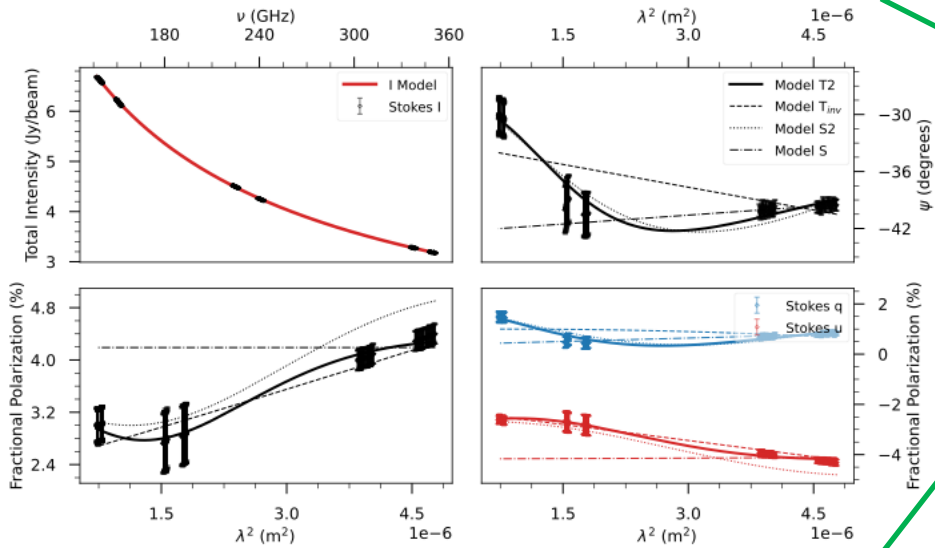 ν (GHz)
180 240 300 360
λ² (m²)
1e−6
1.5 3.0 4.5
Total Intensity (Jy/beam)
6
5
4
3
I Model
Stokes I
Model T2
Model T_inv
Model S2
Model S
−30
−36
−42
ψ (degrees)
Fractional Polarization (%)
4.8
4.0
3.2
2.4
1.5 3.0 4.5
λ² (m²)
1e−6
Stokes q
Stokes u
2
0
−2
−4
Fractional Polarization (%)
1.5 3.0 4.5
λ² (m²)
1e−6